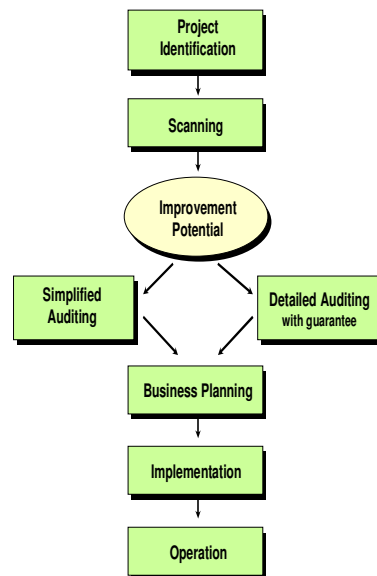 Project
Identification
Scanning
Improvement
Potential
Simplified
Auditing
Detailed Auditing
with guarantee
Business Planning
Implementation
Operation